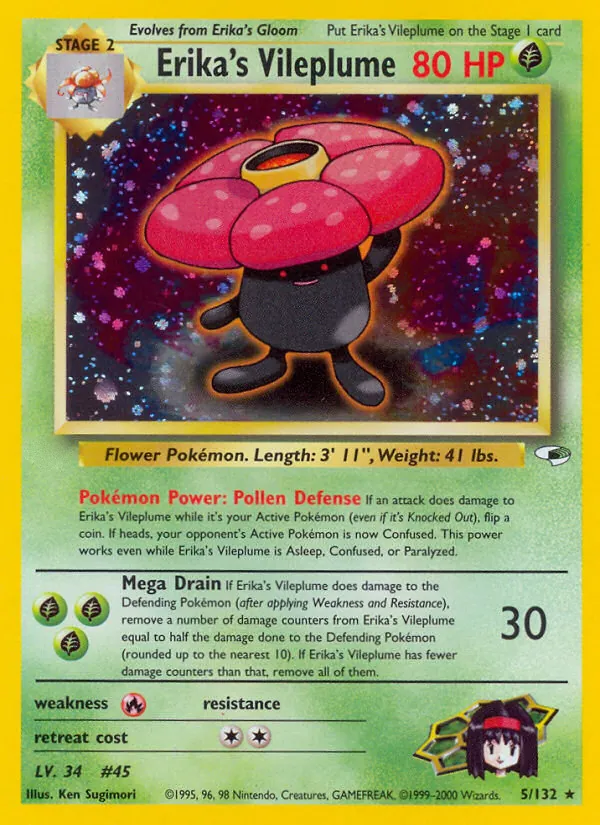 Evolves from Erika's Gloom
Put Erika's Vileplume on the Stage 1 card
STAGE 2
Erika's Vileplume 80 HP
Flower Pokémon. Length: 3' 11", Weight: 41 lbs.
Pokémon Power: Pollen Defense If an attack does damage to
Erika's Vileplume while it's your Active Pokémon (even if it's Knocked Out), flip a
coin. If heads, your opponent's Active Pokémon is now Confused. This power
works even while Erika's Vileplume is Asleep, Confused, or Paralyzed.
Mega Drain If Erika's Vileplume does damage to the
Defending Pokémon (after applying Weakness and Resistance),
remove a number of damage counters from Erika's Vileplume
equal to half the damage done to the Defending Pokémon
(rounded up to the nearest 10). If Erika's Vileplume has fewer
damage counters than that, remove all of them.
30
weakness
resistance
retreat cost
LV. 34 #45
Illus. Ken Sugimori
©1995, 96, 98 Nintendo, Creatures, GAMEFREAK. ©1999-2000 Wizards.
5/132 ★